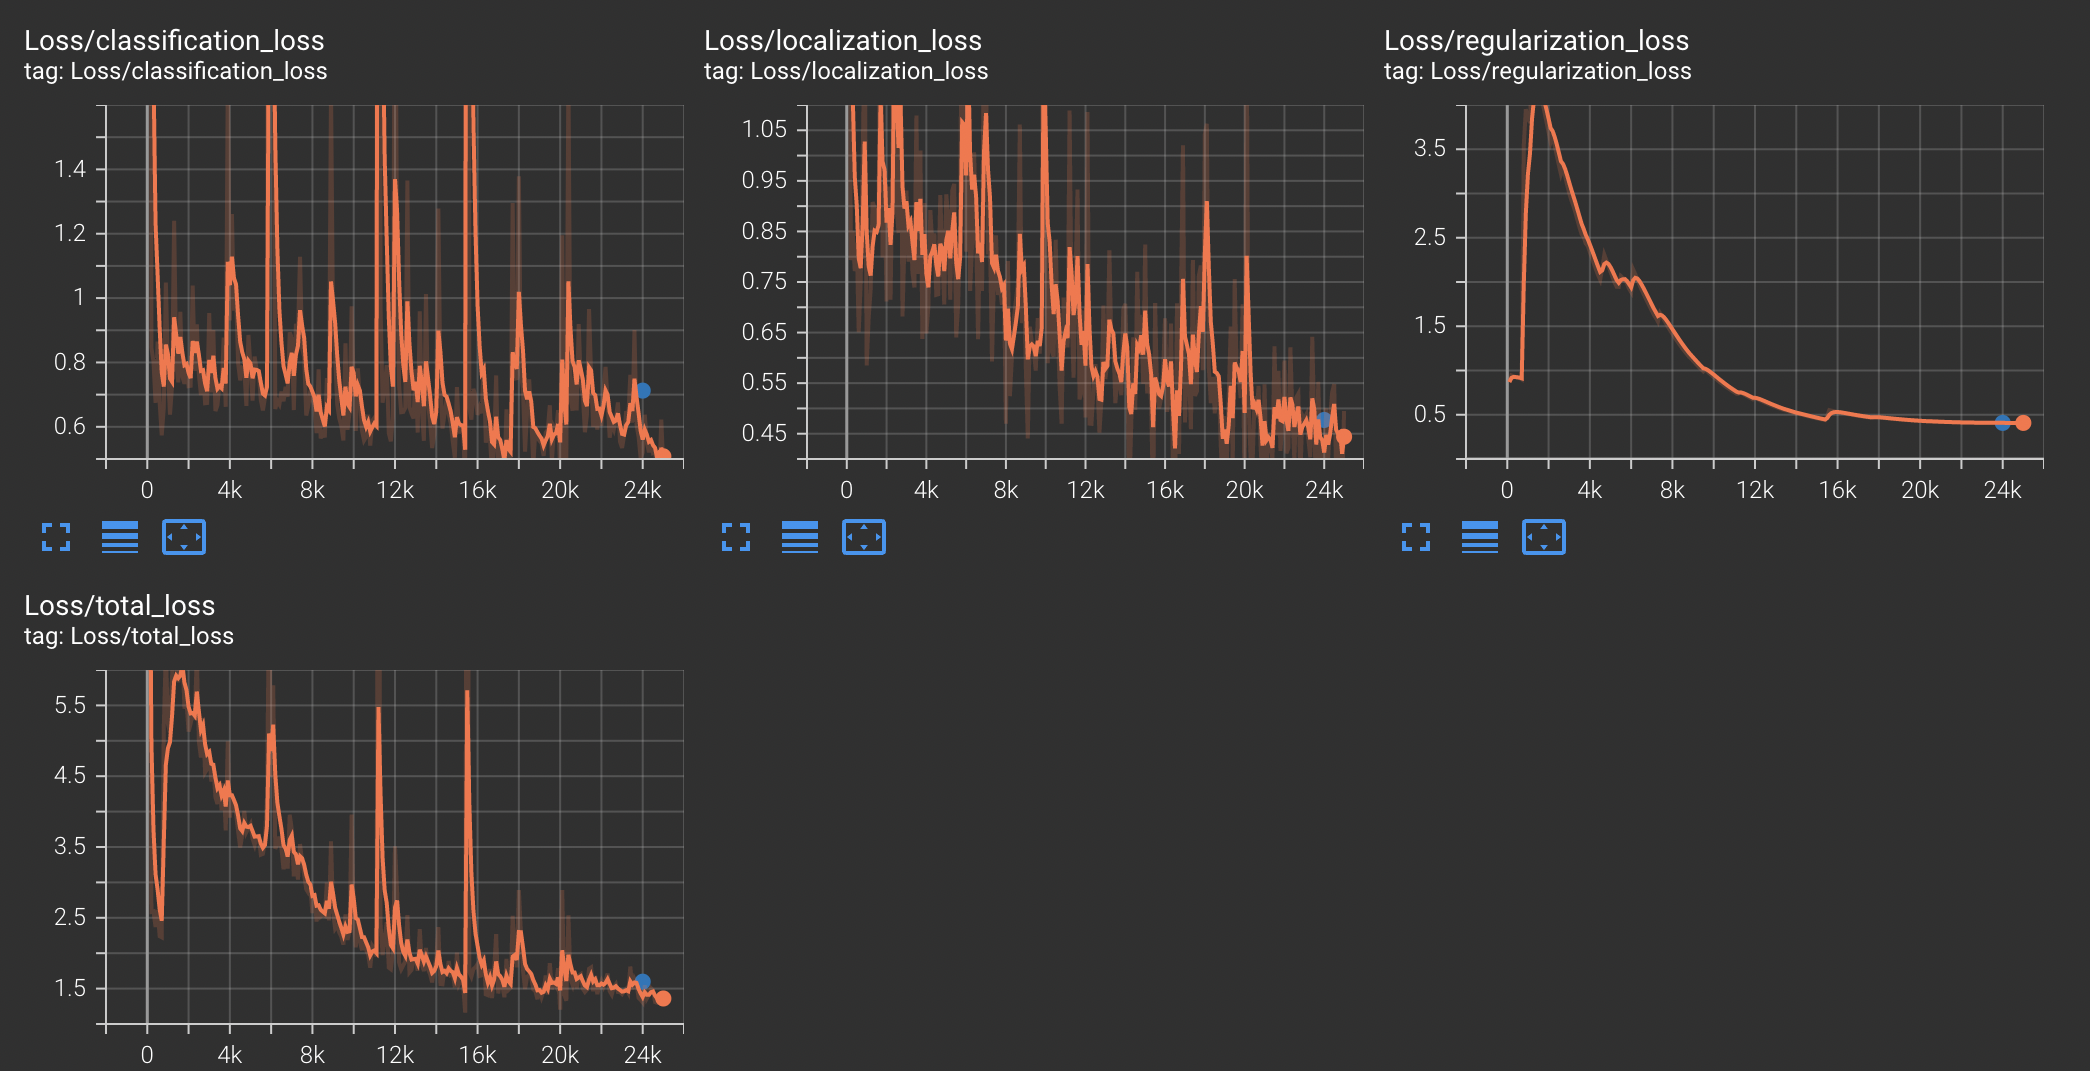 Loss/classification_loss
tag: Loss/classification_loss
1.4
1.2
1
0.8
0.6
0 4k 8k 12k 16k 20k 24k
Loss/localization_loss
tag: Loss/localization_loss
1.05
0.95
0.85
0.75
0.65
0.55
0.45
0 4k 8k 12k 16k 20k 24k
Loss/regularization_loss
tag: Loss/regularization_loss
3.5
2.5
1.5
0.5
0 4k 8k 12k 16k 20k 24k
Loss/total_loss
tag: Loss/total_loss
5.5
4.5
3.5
2.5
1.5
0 4k 8k 12k 16k 20k 24k